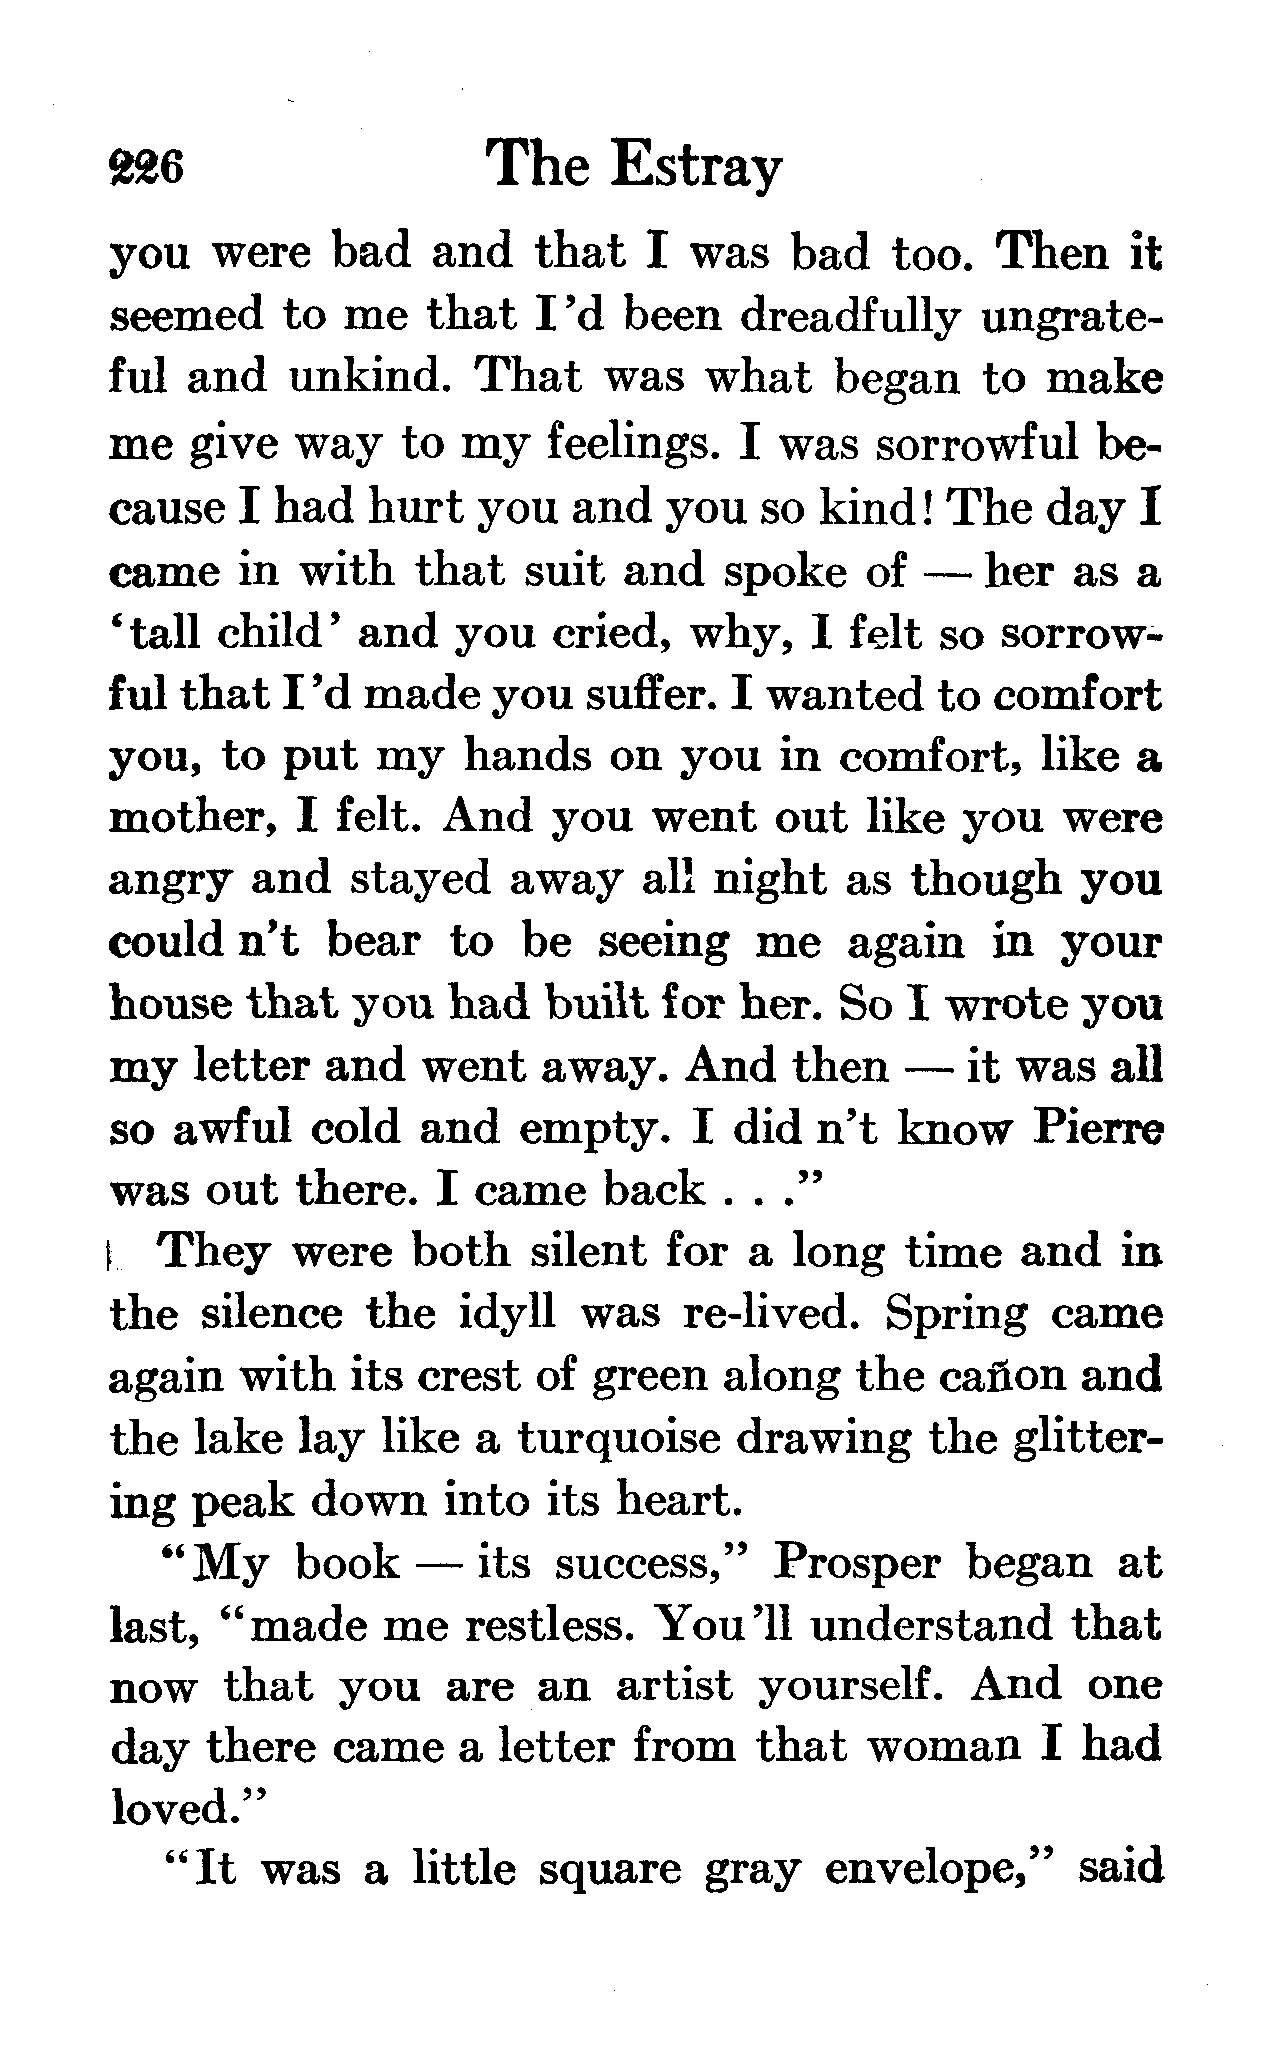 226 The Estray
you were bad and that I was bad too. Then it
seemed to me that I'd been dreadfully ungrate-
ful and unkind. That was what began to make
me give way to my feelings. I was sorrowful be-
cause I had hurt you and you so kind! The day I
came in with that suit and spoke of — her as a
'tall child' and you cried, why, I felt so sorrow-
ful that I'd made you suffer. I wanted to comfort
you, to put my hands on you in comfort, like a
mother, I felt. And you went out like you were
angry and stayed away all night as though you
could n't bear to be seeing me again in your
house that you had built for her. So I wrote you
my letter and went away. And then — it was all
so awful cold and empty. I did n't know Pierre
was out there. I came back . . ."
They were both silent for a long time and in
the silence the idyll was re-lived. Spring came
again with its crest of green along the cañon and
the lake lay like a turquoise drawing the glitter-
ing peak down into its heart.
"My book — its success," Prosper began at
last, "made me restless. You'll understand that
now that you are an artist yourself. And one
day there came a letter from that woman I had
loved."
"It was a little square gray envelope," said